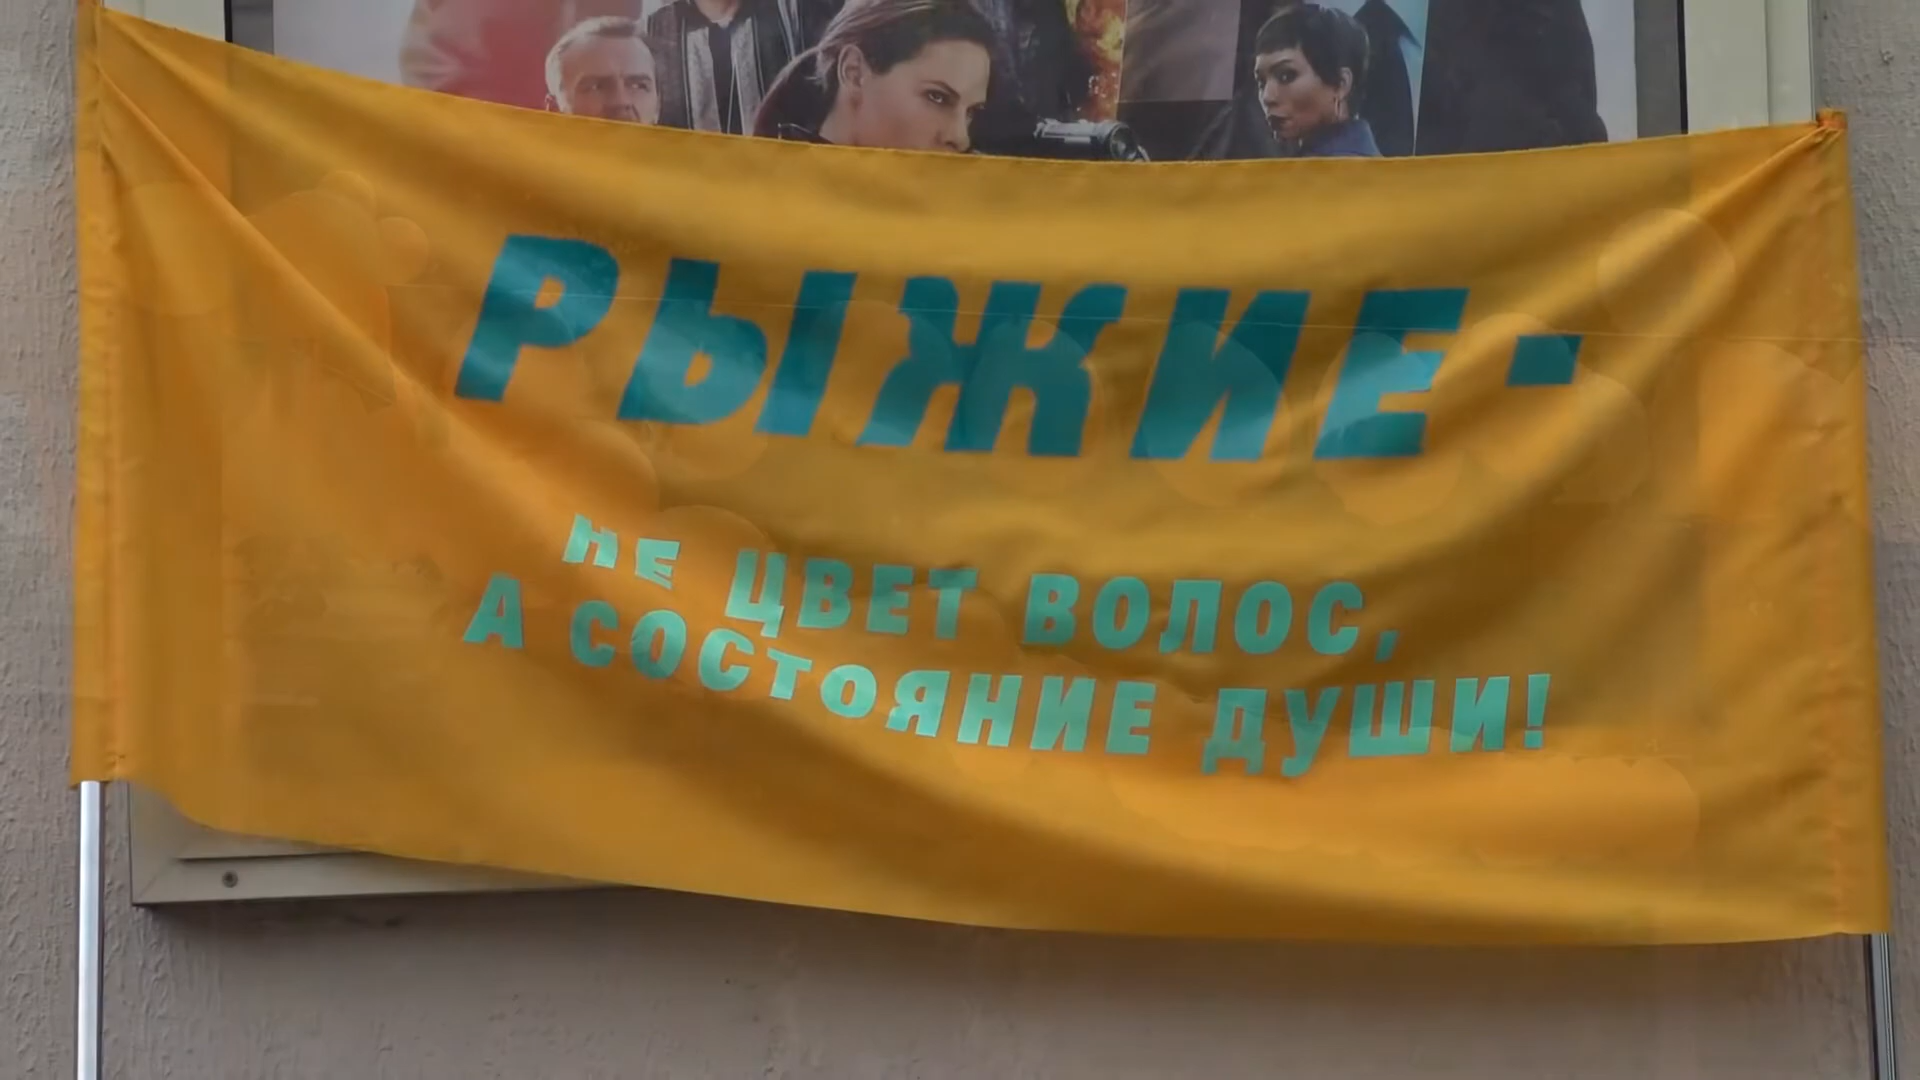 РЫЖИЕ-
НЕ ЦВЕТ ВОЛОС,
А СОСТОЯНИЕ ДУШИ!